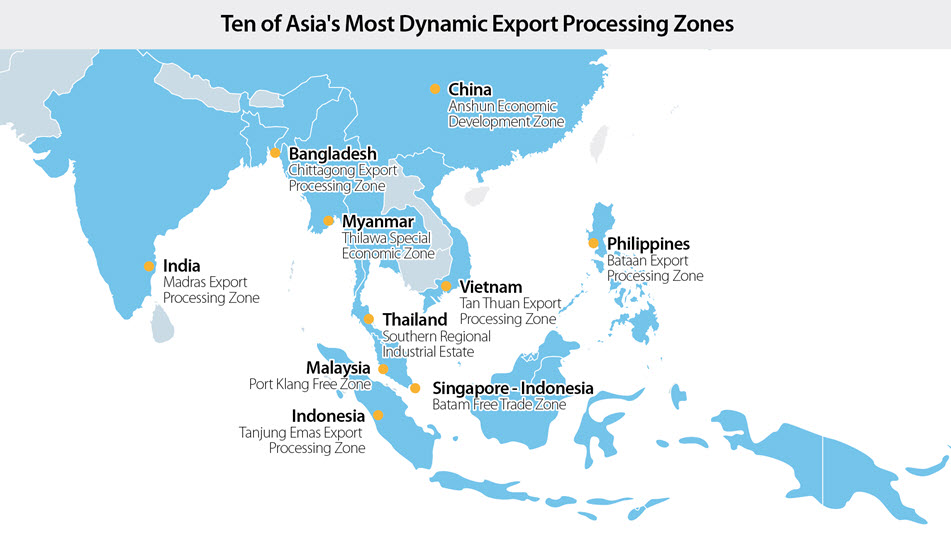 Ten of Asia's Most Dynamic Export Processing Zones
China
Anshun Economic
Development Zone
Bangladesh
Chittagong Export
Processing Zone
Myanmar
Thilawa Special
Economic Zone
Philippines
Bataan Export
Processing Zone
India
Madras Export
Processing Zone
Vietnam
Tan Thuan Export
Processing Zone
Thailand
Southern Regional
Industrial Estate
Malaysia
Port Klang Free Zone
Singapore - Indonesia
Batam Free Trade Zone
Indonesia
Tanjung Emas Export
Processing Zone